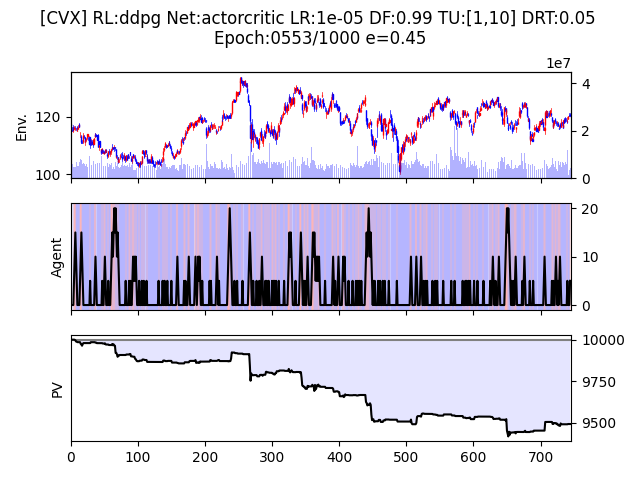 [CVX] RL:ddpg Net:actorcritic LR:1e-05 DF:0.99 TU:[1,10] DRT:0.05
Epoch:0553/1000 e=0.45
1e7
Env.
120
100
4
2
0
Agent
20
10
0
PV
10000
9750
9500
0 100 200 300 400 500 600 700